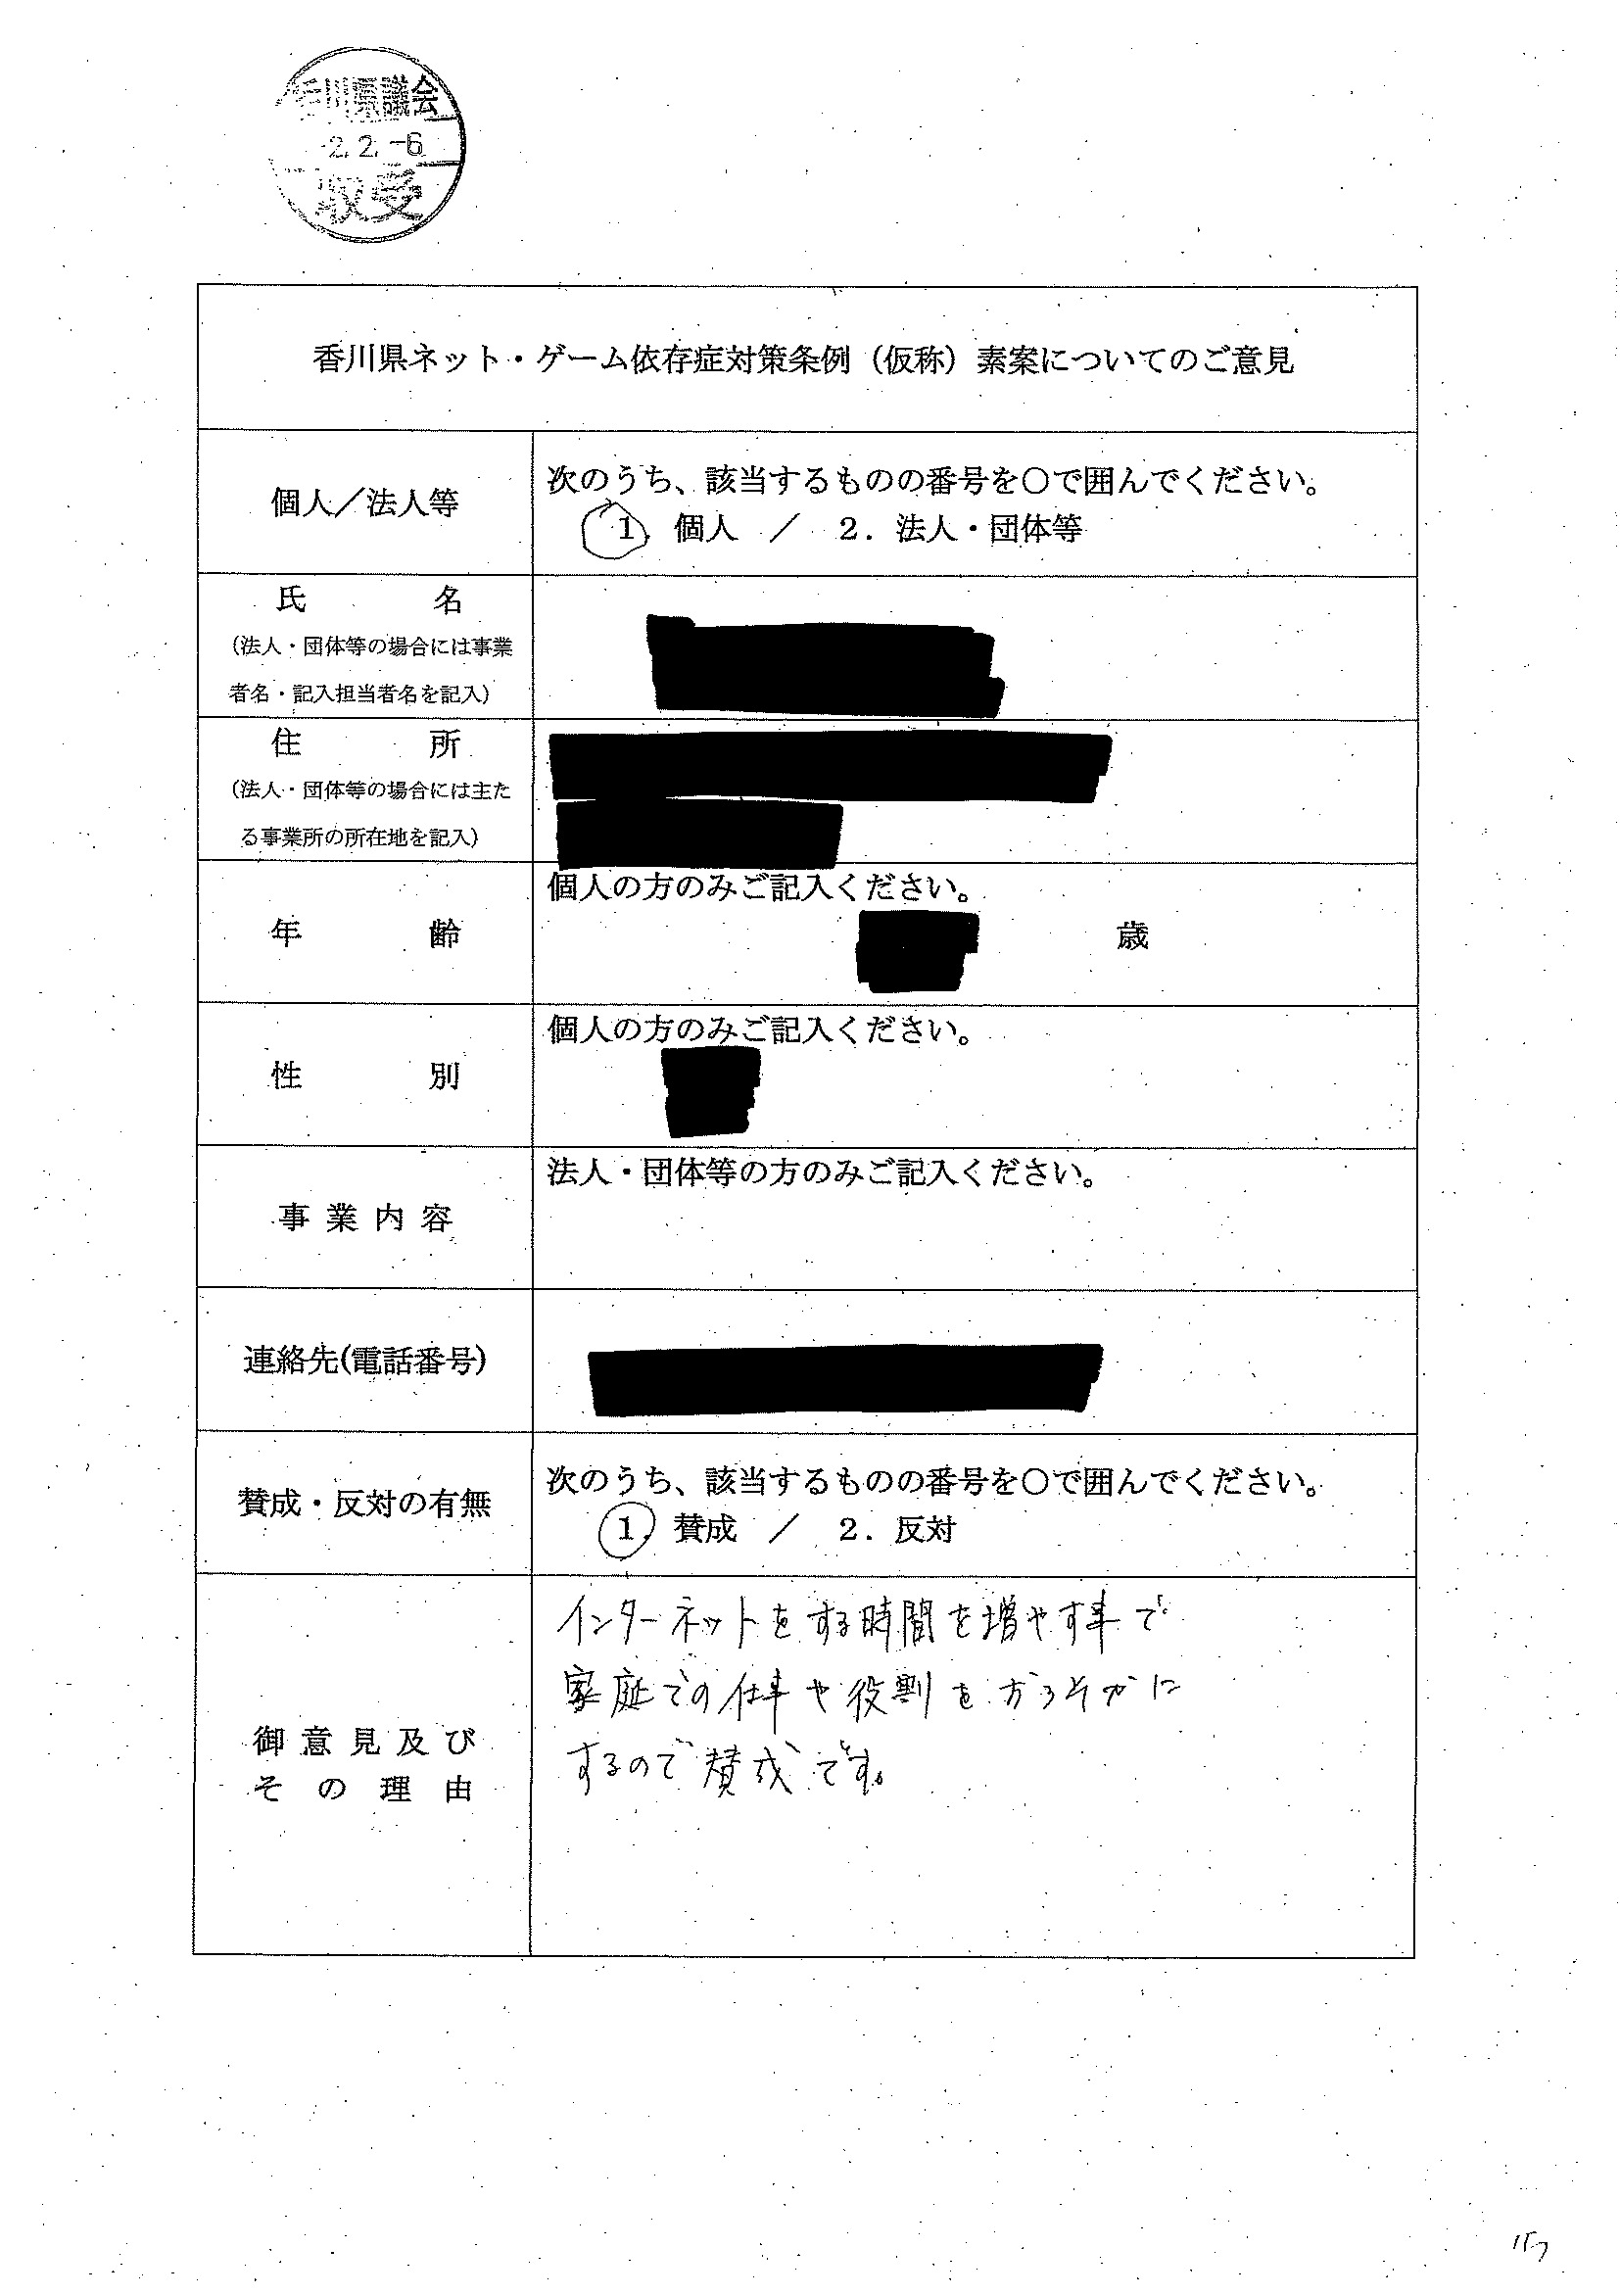 香川県議会
2. 2. -6
収受
香川県ネット・ゲーム依存症対策条例（仮称）素案についてのご意見
個人／法人等
次のうち、該当するものの番号を○で囲んでください。
1. 個人 ／ 2. 法人・団体等
氏名
（法人・団体等の場合には事業
者名・記入担当者名を記入）
住所
（法人・団体等の場合には主た
る事業所の所在地を記入）
年齢
個人の方のみご記入ください。
歳
性別
個人の方のみご記入ください。
事業内容
法人・団体等の方のみご記入ください。
連絡先(電話番号)
賛成・反対の有無
次のうち、該当するものの番号を○で囲んでください。
1. 賛成 ／ 2. 反対
御意見及び
その理由
インターネットをする時間を増やす事で
家庭での仕事や役割をおろそかに
するので賛成です。